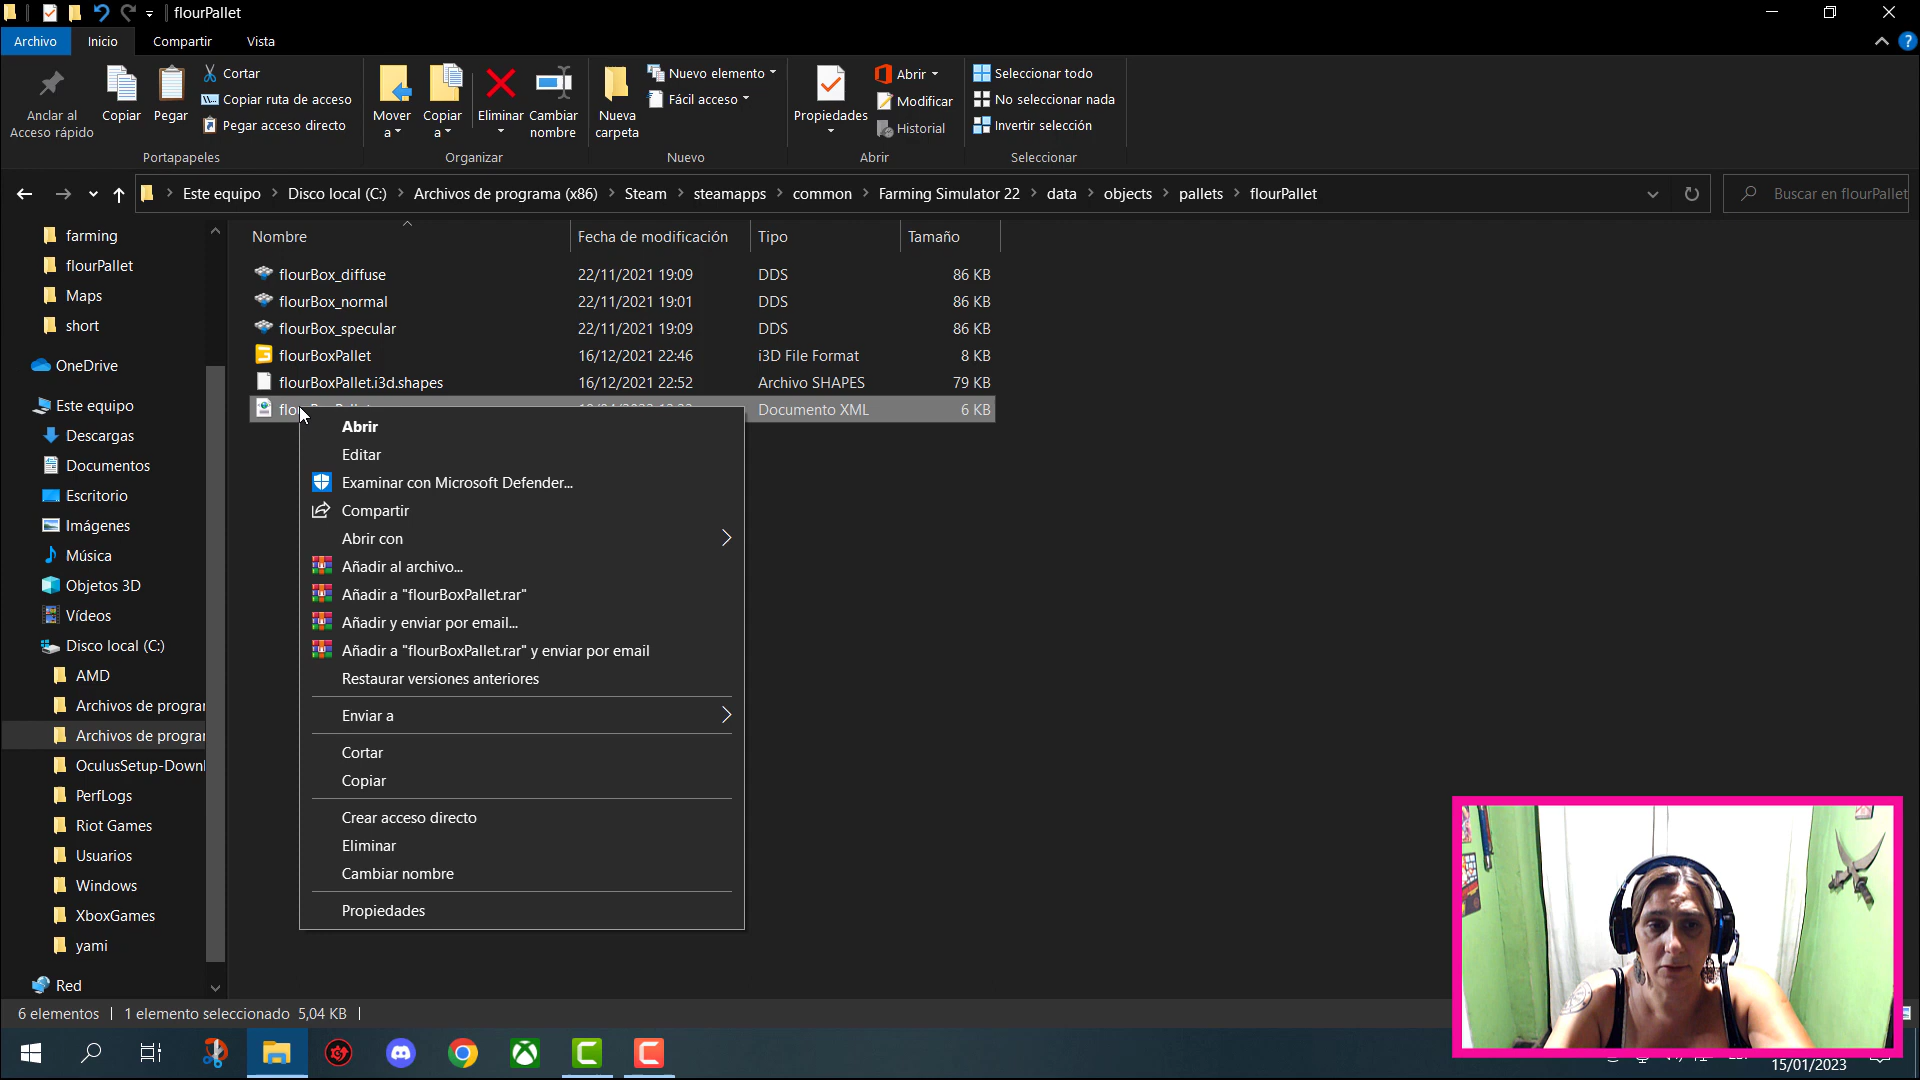 flourPallet
Archivo
Inicio
Compartir
Vista
Anclar al
Acceso rápido
Copiar
Pegar
Cortar
Copiar ruta de acceso
Pegar acceso directo
Portapapeles
Mover
a
Copiar
a
Eliminar
Cambiar
nombre
Organizar
Nueva
carpeta
Nuevo elemento
Fácil acceso
Nuevo
Propiedades
Abrir
Modificar
Historial
Abrir
Seleccionar todo
No seleccionar nada
Invertir selección
Seleccionar
Este equipo
Disco local (C:)
Archivos de programa (x86)
Steam
steamapps
common
Farming Simulator 22
data
objects
pallets
flourPallet
Buscar en flourPallet
farming
flourPallet
Maps
short
OneDrive
Este equipo
Descargas
Documentos
Escritorio
Imágenes
Música
Objetos 3D
Vídeos
Disco local (C:)
AMD
Archivos de progra
Archivos de progra
OculusSetup-Down
PerfLogs
Riot Games
Usuarios
Windows
XboxGames
yami
Red
Nombre Fecha de modificación Tipo Tamaño
flourBox_diffuse 22/11/2021 19:09 DDS 86 KB
flourBox_normal 22/11/2021 19:01 DDS 86 KB
flourBox_specular 22/11/2021 19:09 DDS 86 KB
flourBoxPallet 16/12/2021 22:46 i3D File Format 8 KB
flourBoxPallet.i3d.shapes 16/12/2021 22:52 Archivo SHAPES 79 KB
Documento XML 6 KB
Abrir
Editar
Examinar con Microsoft Defender...
Compartir
Abrir con
Añadir al archivo...
Añadir a "flourBoxPallet.rar"
Añadir y enviar por email...
Añadir a "flourBoxPallet.rar" y enviar por email
Restaurar versiones anteriores
Enviar a
Cortar
Copiar
Crear acceso directo
Eliminar
Cambiar nombre
Propiedades
6 elementos
1 elemento seleccionado 5,04 KB
15/01/2023